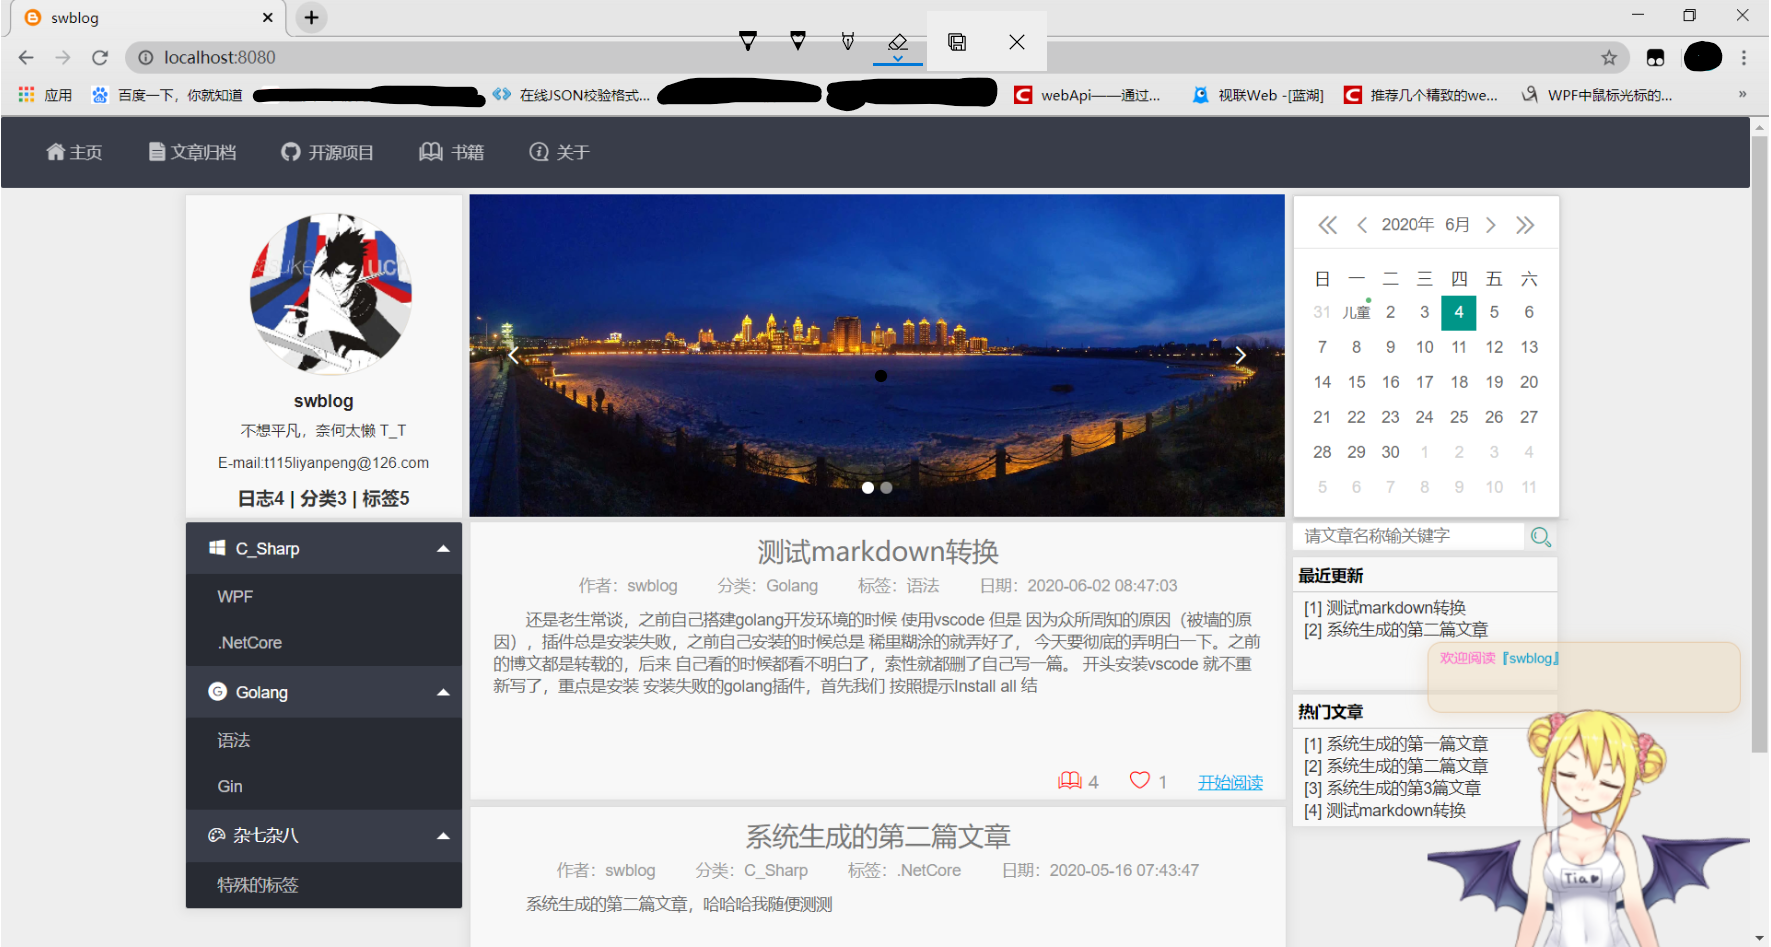 swblog
localhost:8080
应用 百度一下，你就知道 在线JSON校验格式... webApi——通过... 视联Web -[蓝湖] 推荐几个精致的we... WPF中鼠标光标的... »
主页 文章归档 开源项目 书籍 关于
swblog
不想平凡，奈何太懒 T_T
E-mail:t115liyanpeng@126.com
日志4 | 分类3 | 标签5
C_Sharp
WPF
.NetCore
Golang
语法
Gin
杂七杂八
特殊的标签
测试markdown转换
作者：swblog 分类：Golang 标签：语法 日期：2020-06-02 08:47:03
还是老生常谈，之前自己搭建golang开发环境的时候 使用vscode 但是 因为众所周知的原因（被墙的原
因），插件总是安装失败，之前自己安装的时候总是 稀里糊涂的就弄好了， 今天要彻底的弄明白一下。之前
的博文都是转载的，后来 自己看的时候都看不明白了，索性就都删了自己写一篇。 开头安装vscode 就不重
新写了，重点是安装 安装失败的golang插件，首先我们 按照提示Install all 结
4 1 开始阅读
系统生成的第二篇文章
作者：swblog 分类：C_Sharp 标签：.NetCore 日期：2020-05-16 07:43:47
系统生成的第二篇文章，哈哈哈我随便测测
2020年 6月
日 一 二 三 四 五 六
31 儿童 2 3 4 5 6
7 8 9 10 11 12 13
14 15 16 17 18 19 20
21 22 23 24 25 26 27
28 29 30 1 2 3 4
5 6 7 8 9 10 11
请文章名称输关键字
最近更新
[1] 测试markdown转换
[2] 系统生成的第二篇文章
欢迎阅读『swblog』
热门文章
[1] 系统生成的第一篇文章
[2] 系统生成的第二篇文章
[3] 系统生成的第3篇文章
[4] 测试markdown转换
Tia